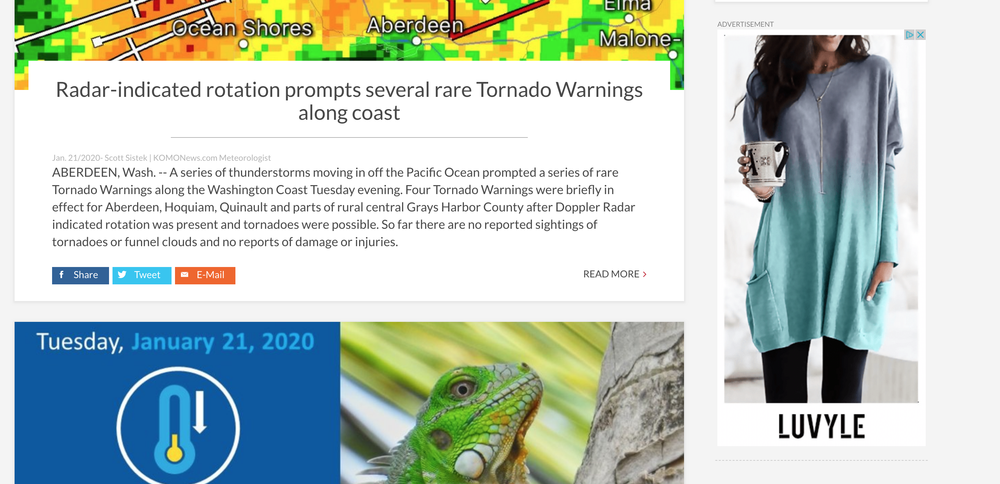 Elma
Ocean Shores
Aberdeen
Malone-
Radar-indicated rotation prompts several rare Tornado Warnings
along coast
Jan. 21/2020- Scott Sistek | KOMONews.com Meteorologist
ABERDEEN, Wash. -- A series of thunderstorms moving in off the Pacific Ocean prompted a series of rare
Tornado Warnings along the Washington Coast Tuesday evening. Four Tornado Warnings were briefly in
effect for Aberdeen, Hoquiam, Quinault and parts of rural central Grays Harbor County after Doppler Radar
indicated rotation was present and tornadoes were possible. So far there are no reported sightings of
tornadoes or funnel clouds and no reports of damage or injuries.
f Share
Tweet
E-Mail
READ MORE >
Tuesday, January 21, 2020
ADVERTISEMENT
LUVYLE